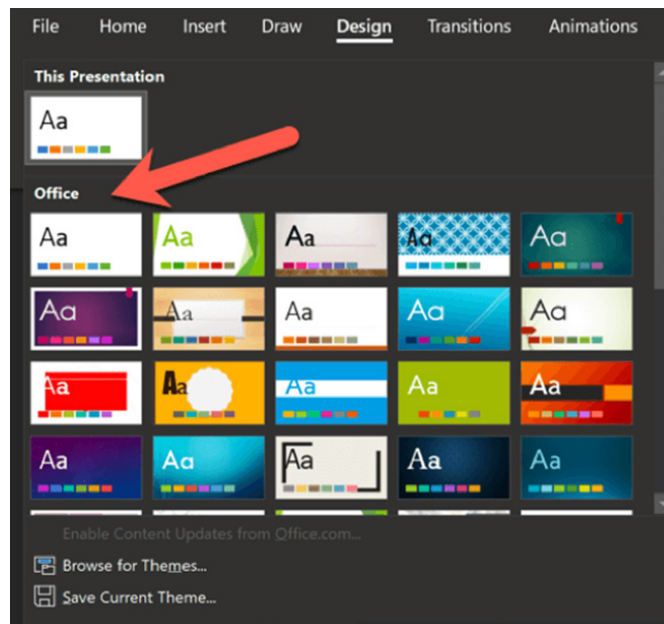 File Home Insert Draw Design Transitions Animations
This Presentation
Aa
Office
Aa Aa Aa Aa Aa
Aa Aa Aa Aa Aa
Aa Aa Aa Aa Aa
Aa Aa Aa Aa Aa
Enable Content Updates from Office.com...
Browse for Themes...
Save Current Theme...